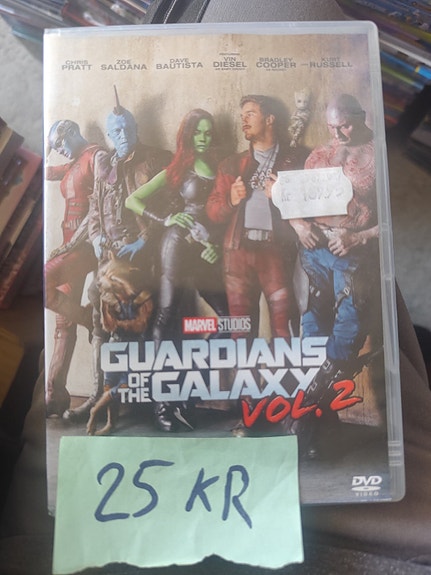 CHRIS PRATT
ZOE SALDANA
DAVE BAUTISTA
VIN DIESEL
BRADLEY COOPER
KURT RUSSELL
MARVEL STUDIOS
GUARDIANS
OF THE GALAXY
VOL. 2
DVD
VIDEO
25 KR